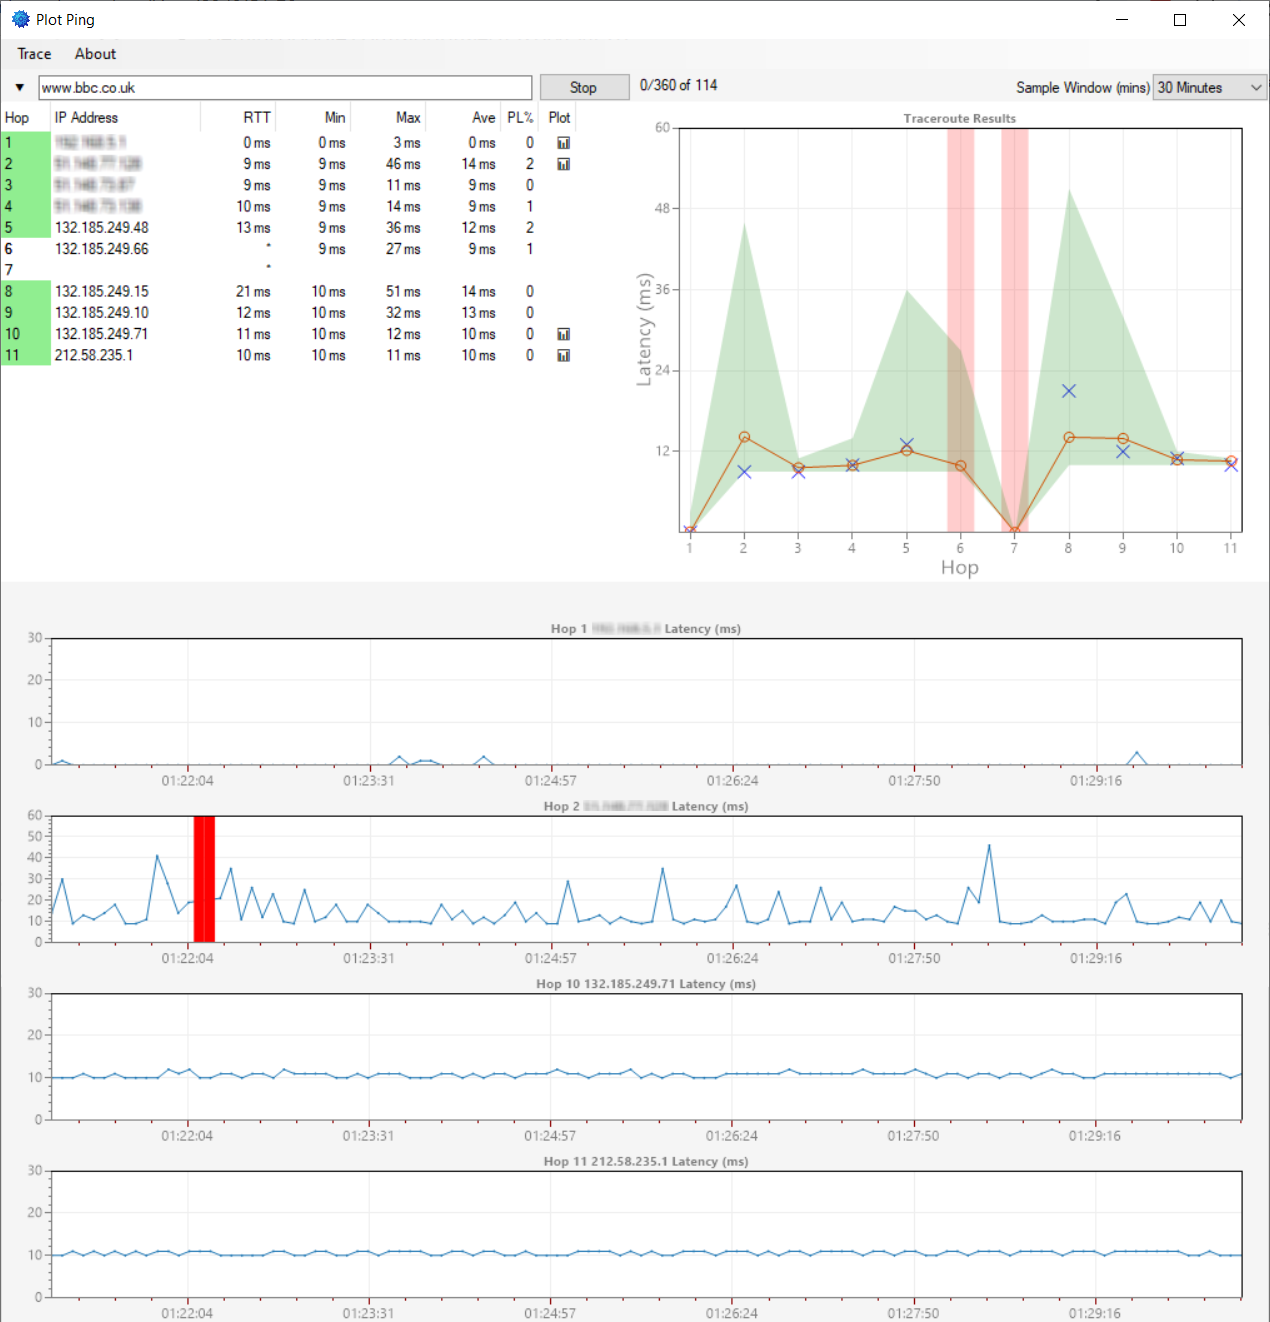 Plot Ping
Trace About
www.bbc.co.uk Stop 0/360 of 114 Sample Window (mins) 30 Minutes
Hop IP Address RTT Min Max Ave PL% Plot
1 0 ms 0 ms 3 ms 0 ms 0
2 9 ms 9 ms 46 ms 14 ms 2
3 9 ms 9 ms 11 ms 9 ms 0
4 10 ms 9 ms 14 ms 9 ms 1
5 132.185.249.48 13 ms 9 ms 36 ms 12 ms 2
6 132.185.249.66 * 9 ms 27 ms 9 ms 1
7 *
8 132.185.249.15 21 ms 10 ms 51 ms 14 ms 0
9 132.185.249.10 12 ms 10 ms 32 ms 13 ms 0
10 132.185.249.71 11 ms 10 ms 12 ms 10 ms 0
11 212.58.235.1 10 ms 10 ms 11 ms 10 ms 0
Traceroute Results
60
48
36
24
12
Latency (ms)
1 2 3 4 5 6 7 8 9 10 11
Hop
Hop 1 Latency (ms)
30
20
10
0
01:22:04 01:23:31 01:24:57 01:26:24 01:27:50 01:29:16
Hop 2 Latency (ms)
60
50
40
30
20
10
0
01:22:04 01:23:31 01:24:57 01:26:24 01:27:50 01:29:16
Hop 10 132.185.249.71 Latency (ms)
30
20
10
0
01:22:04 01:23:31 01:24:57 01:26:24 01:27:50 01:29:16
Hop 11 212.58.235.1 Latency (ms)
30
20
10
0
01:22:04 01:23:31 01:24:57 01:26:24 01:27:50 01:29:16